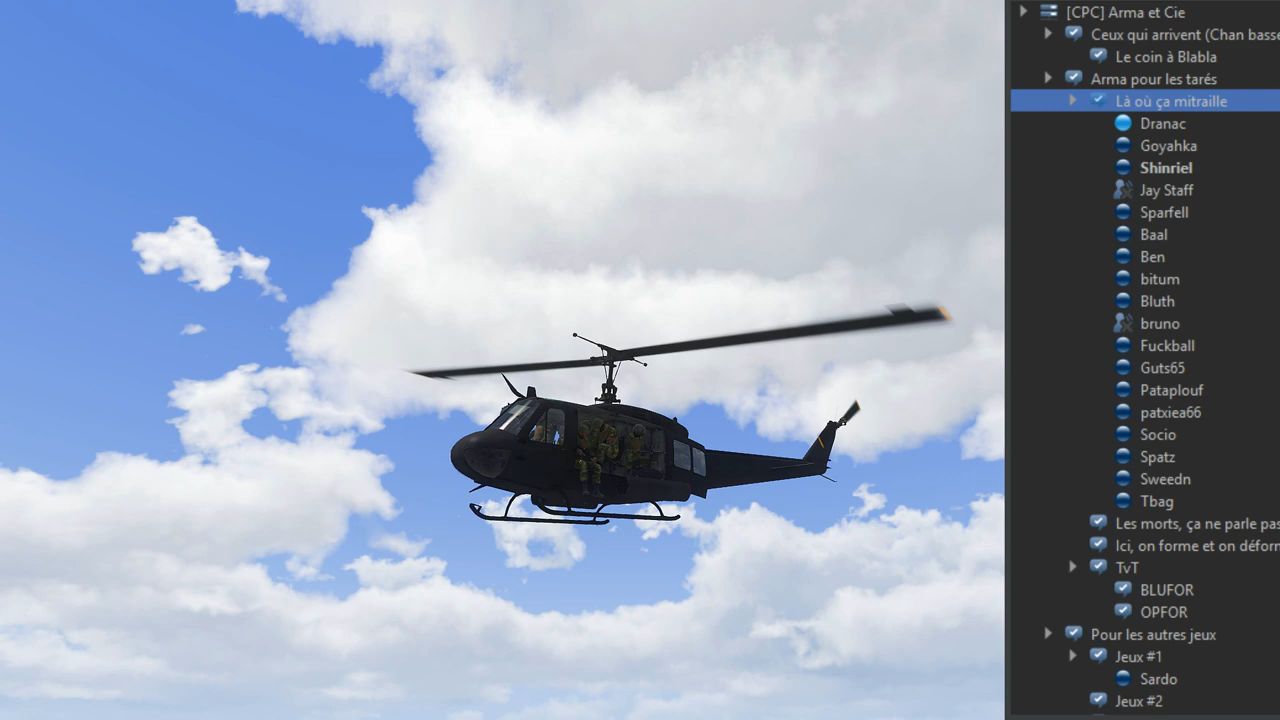 [CPC] Arma et Cie
Ceux qui arrivent (Chan basse
Le coin à Blabla
Arma pour les tarés
Là où ça mitraille
Dranac
Goyahka
Shinriel
Jay Staff
Sparfell
Baal
Ben
bitum
Bluth
bruno
Fuckball
Guts65
Pataplouf
patxiea66
Socio
Spatz
Sweedn
Tbag
Les morts, ça ne parle pas
Ici, on forme et on déform
TvT
BLUFOR
OPFOR
Pour les autres jeux
Jeux #1
Sardo
Jeux #2